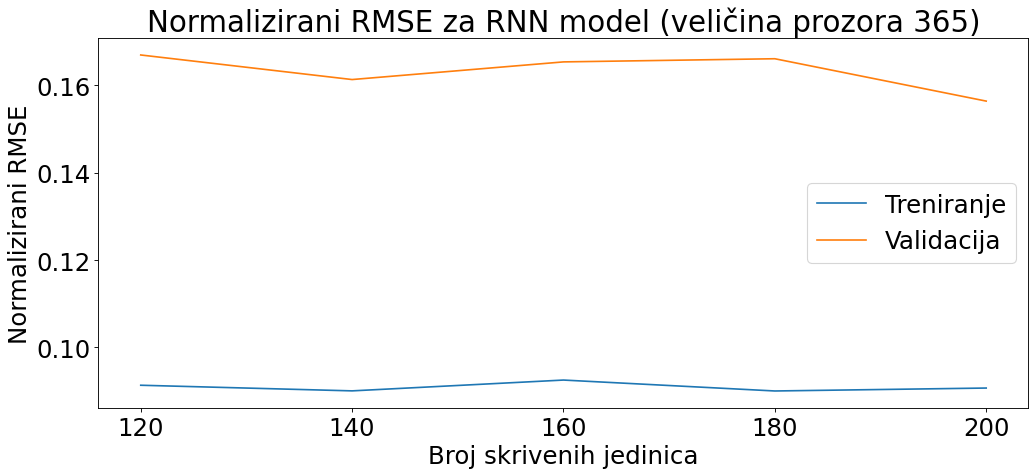 Normalizirani RMSE za RNN model (veličina prozora 365)
Normalizirani RMSE
0.16
0.14
0.12
0.10
Treniranje
Validacija
120 140 160 180 200
Broj skrivenih jedinica